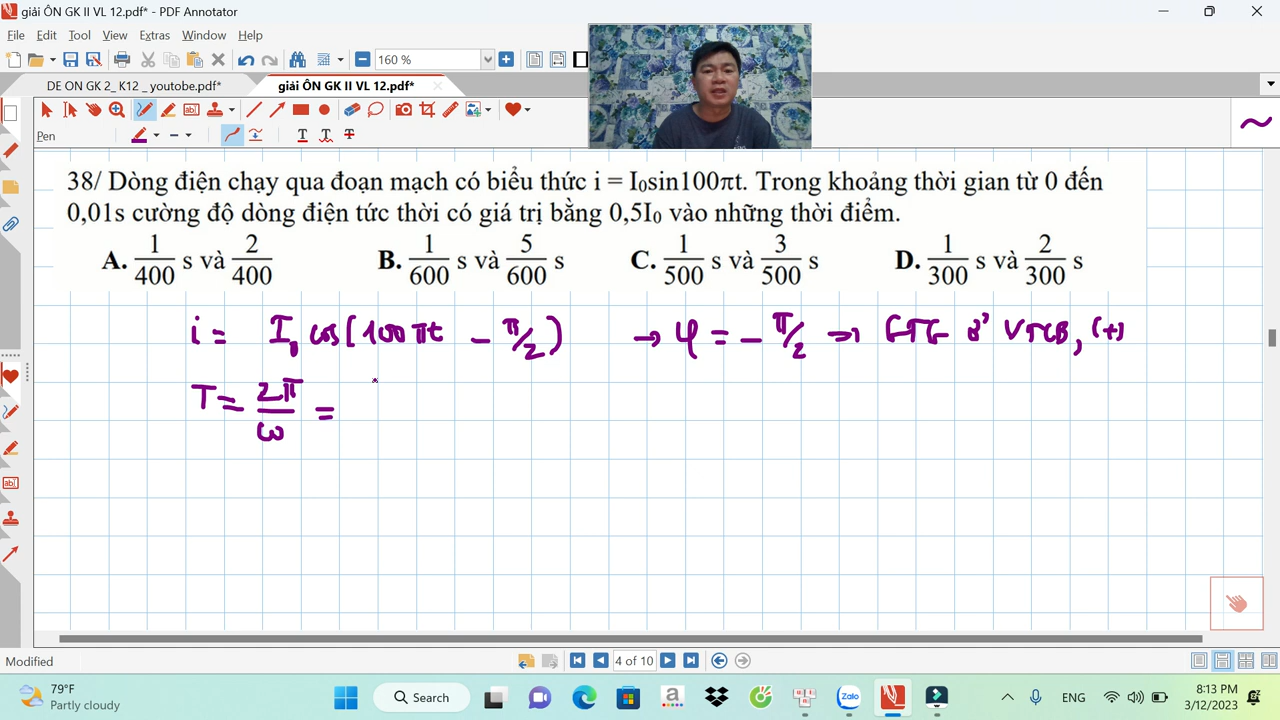 giải ÔN GK II VL 12.pdf* - PDF Annotator
File Edit Tool View Extras Window Help
160 %
DE ON GK 2_ K12 _ youtube.pdf* giải ÔN GK II VL 12.pdf*
Pen
38/ Dòng điện chạy qua đoạn mạch có biểu thức i = I₀sin100πt. Trong khoảng thời gian từ 0 đến
0,01s cường độ dòng điện tức thời có giá trị bằng 0,5I₀ vào những thời điểm.
A. 1/400 s và 2/400 B. 1/600 s và 5/600 s C. 1/500 s và 3/500 s D. 1/300 s và 2/300 s
i = I₀ cos(100πt - π/2) → φ = - π/2 → GTG ở VTCB, (+)
T = 2π/ω =
Modified
4 of 10
79°F
Partly cloudy
Search
Zalo
ENG
8:13 PM
3/12/2023